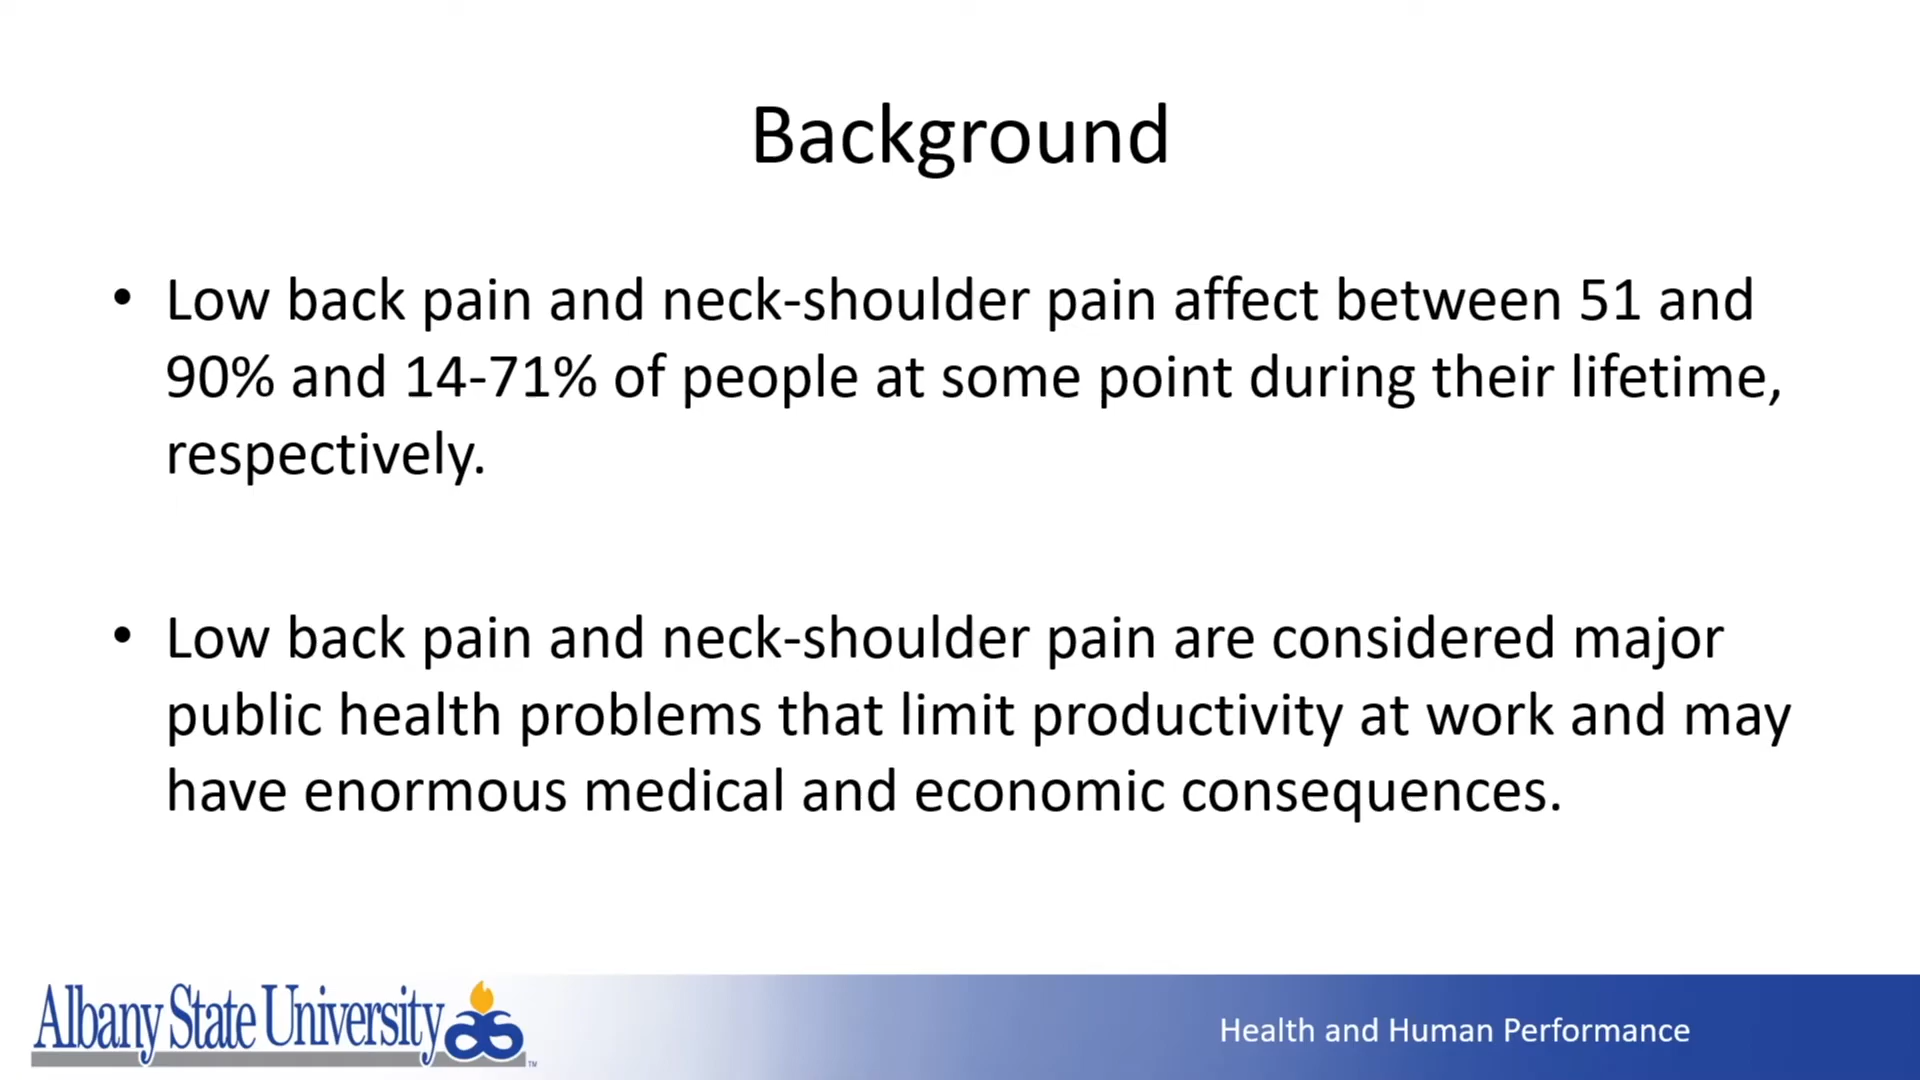 Background
• Low back pain and neck-shoulder pain affect between 51 and
90% and 14-71% of people at some point during their lifetime,
respectively.
• Low back pain and neck-shoulder pain are considered major
public health problems that limit productivity at work and may
have enormous medical and economic consequences.
Albany State University ASU ™
Health and Human Performance